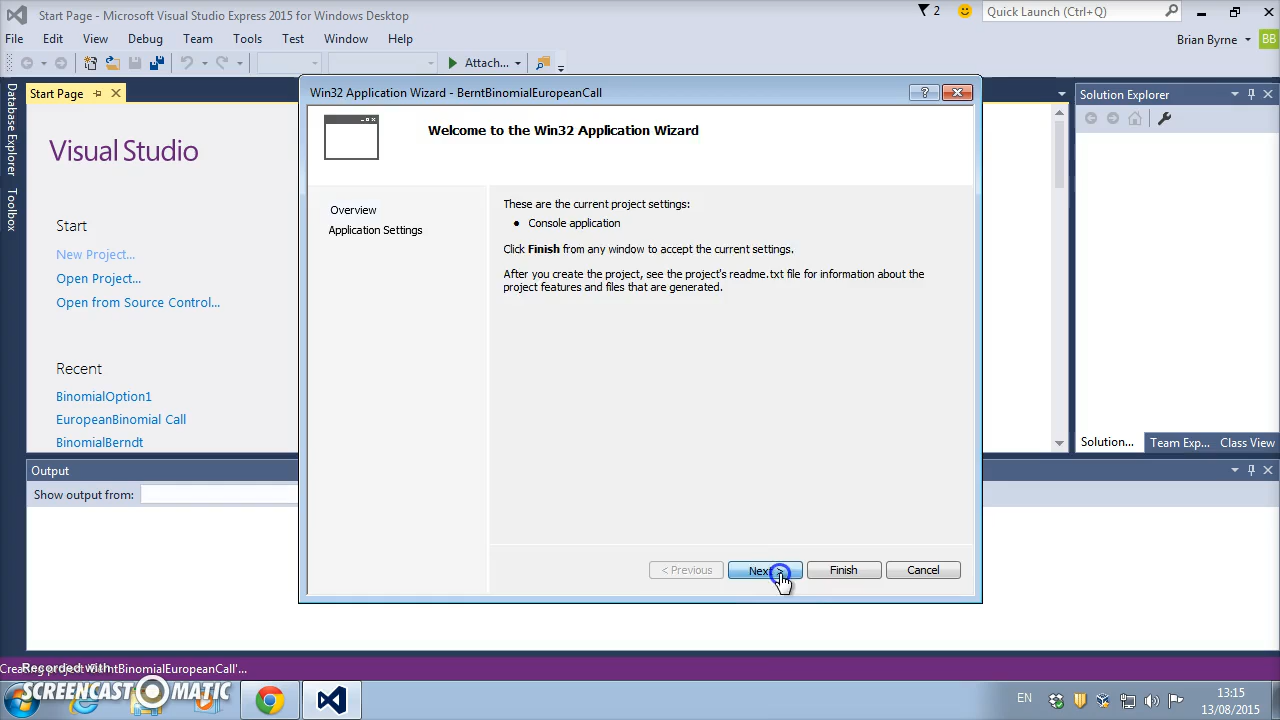 Start Page - Microsoft Visual Studio Express 2015 for Windows Desktop
2
Quick Launch (Ctrl+Q)
File Edit View Debug Team Tools Test Window Help
Brian Byrne
BB
Attach...
Database Explorer
Toolbox
Start Page
Visual Studio
Start
New Project...
Open Project...
Open from Source Control...
Recent
BinomialOption1
EuropeanBinomial Call
BinomialBerndt
Win32 Application Wizard - BerntBinomialEuropeanCall
Welcome to the Win32 Application Wizard
Overview
Application Settings
These are the current project settings:
• Console application
Click Finish from any window to accept the current settings.
After you create the project, see the project's readme.txt file for information about the
project features and files that are generated.
< Previous
Next >
Finish
Cancel
Solution Explorer
Solution...
Team Exp...
Class View
Output
Show output from:
Creating project 'BerntBinomialEuropeanCall'...
Recorded with
SCREENCAST MATIC
EN
13:15
13/08/2015